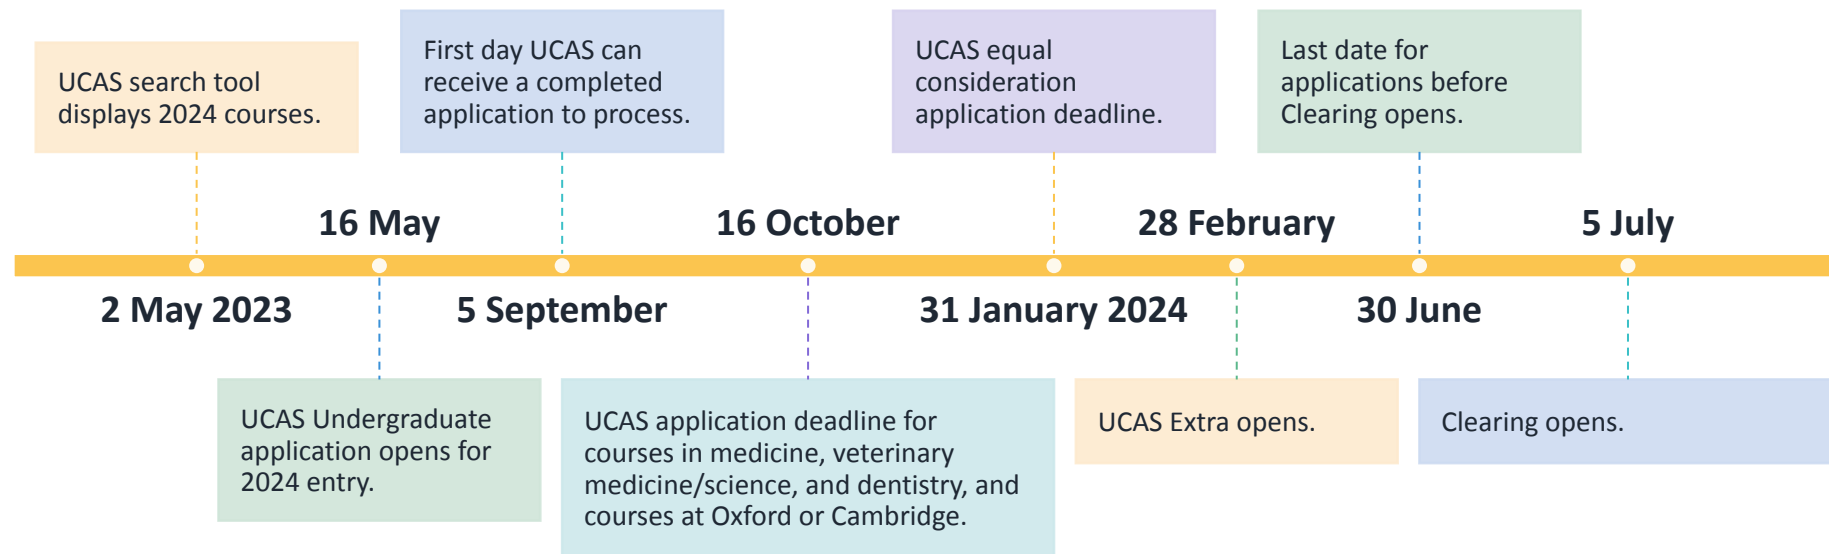 UCAS search tool
displays 2024 courses.
First day UCAS can
receive a completed
application to process.
UCAS equal
consideration
application deadline.
Last date for
applications before
Clearing opens.
16 May
16 October
28 February
5 July
2 May 2023
5 September
31 January 2024
30 June
UCAS Undergraduate
application opens for
2024 entry.
UCAS application deadline for
courses in medicine, veterinary
medicine/science, and dentistry, and
courses at Oxford or Cambridge.
UCAS Extra opens.
Clearing opens.